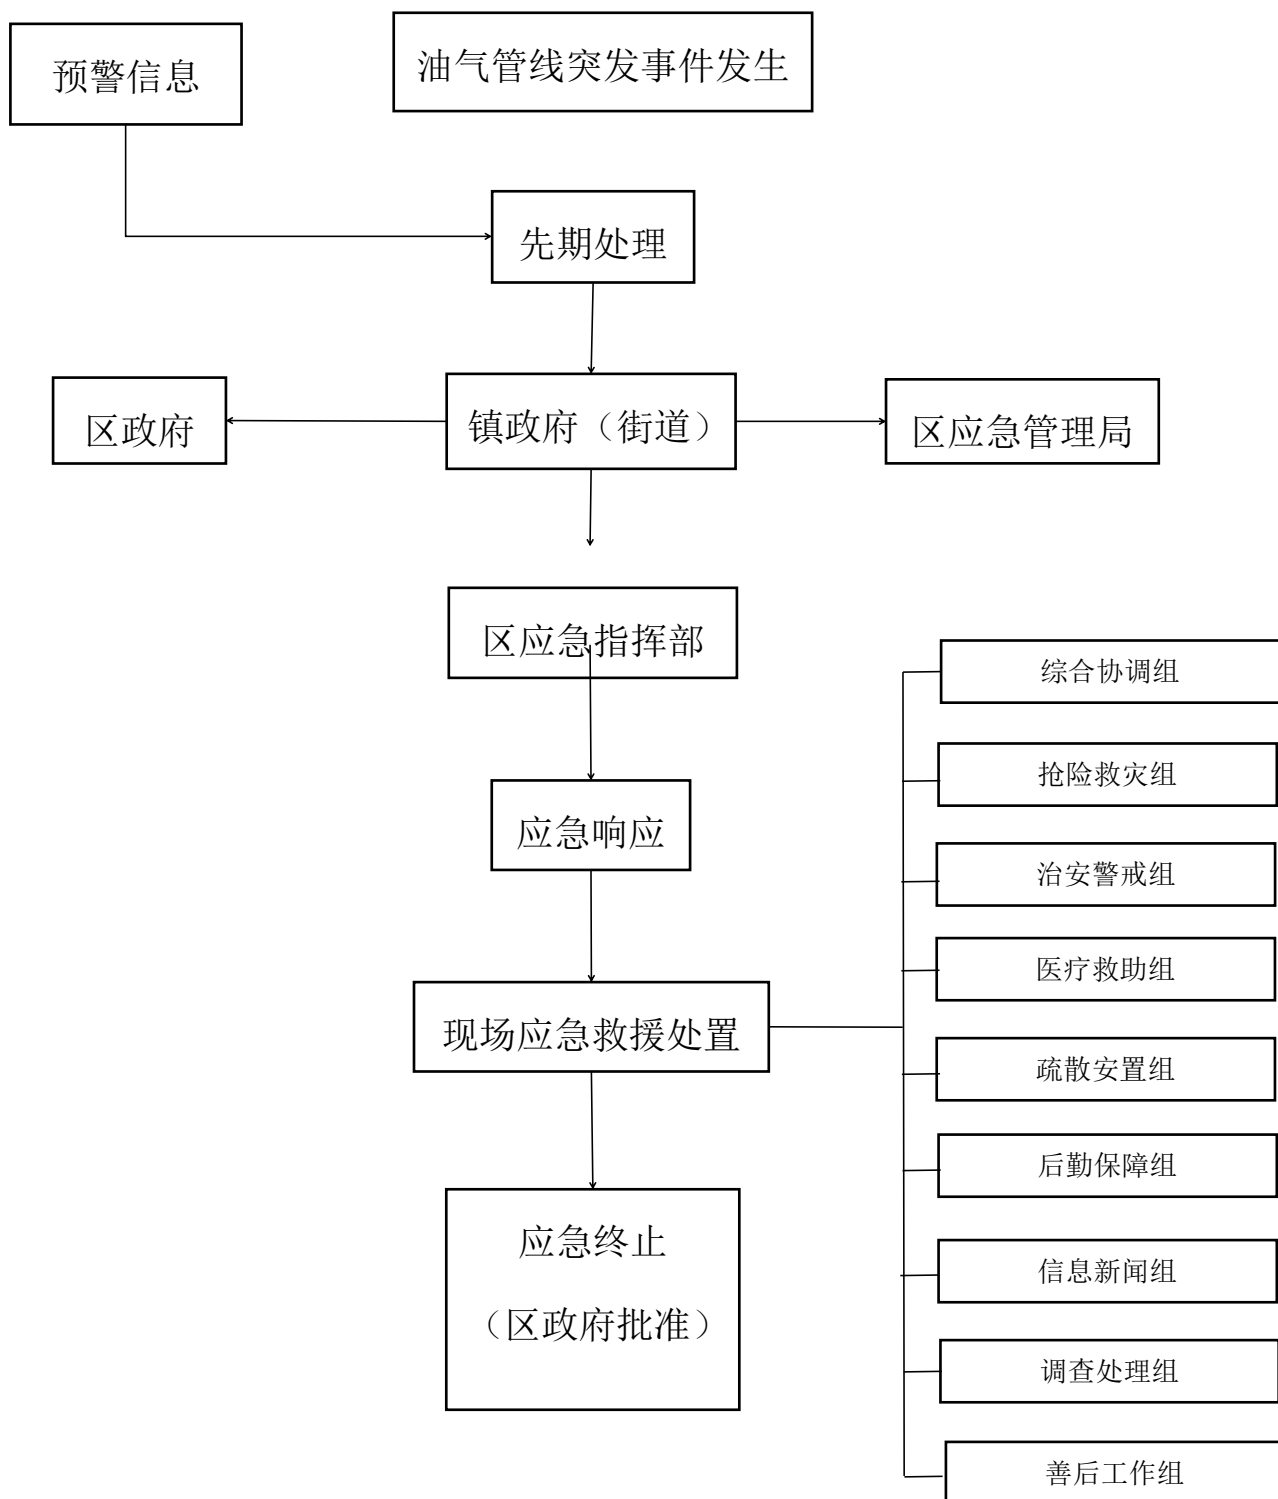 预警信息
油气管线突发事件发生
先期处理
区政府
镇政府（街道）
区应急管理局
区应急指挥部
应急响应
现场应急救援处置
应急终止
（区政府批准）
综合协调组
抢险救灾组
治安警戒组
医疗救助组
疏散安置组
后勤保障组
信息新闻组
调查处理组
善后工作组